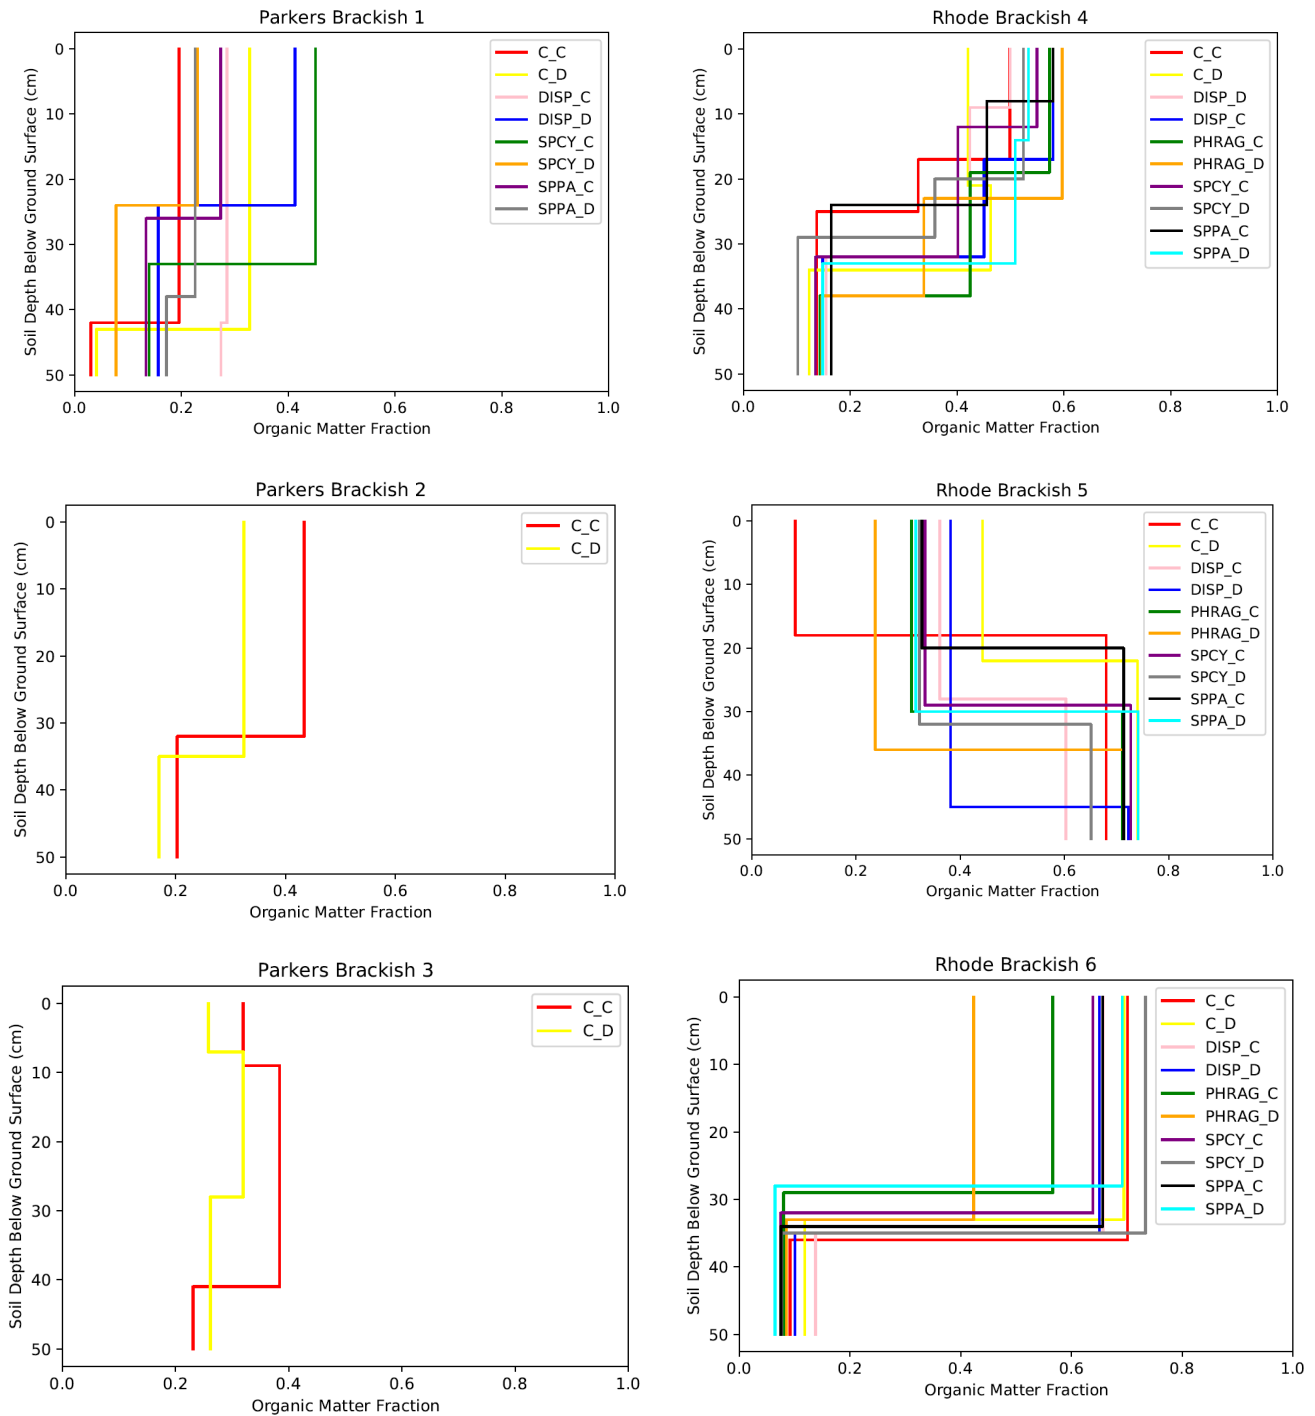 Parkers Brackish 1
Soil Depth Below Ground Surface (cm)
0
10
20
30
40
50
0.0 0.2 0.4 0.6 0.8 1.0
Organic Matter Fraction
C_C
C_D
DISP_C
DISP_D
SPCY_C
SPCY_D
SPPA_C
SPPA_D
Rhode Brackish 4
Soil Depth Below Ground Surface (cm)
0
10
20
30
40
50
0.0 0.2 0.4 0.6 0.8 1.0
Organic Matter Fraction
C_C
C_D
DISP_D
DISP_C
PHRAG_C
PHRAG_D
SPCY_C
SPCY_D
SPPA_C
SPPA_D
Parkers Brackish 2
Soil Depth Below Ground Surface (cm)
0
10
20
30
40
50
0.0 0.2 0.4 0.6 0.8 1.0
Organic Matter Fraction
C_C
C_D
Rhode Brackish 5
Soil Depth Below Ground Surface (cm)
0
10
20
30
40
50
0.0 0.2 0.4 0.6 0.8 1.0
Organic Matter Fraction
C_C
C_D
DISP_C
DISP_D
PHRAG_C
PHRAG_D
SPCY_C
SPCY_D
SPPA_C
SPPA_D
Parkers Brackish 3
Soil Depth Below Ground Surface (cm)
0
10
20
30
40
50
0.0 0.2 0.4 0.6 0.8 1.0
Organic Matter Fraction
C_C
C_D
Rhode Brackish 6
Soil Depth Below Ground Surface (cm)
0
10
20
30
40
50
0.0 0.2 0.4 0.6 0.8 1.0
Organic Matter Fraction
C_C
C_D
DISP_C
DISP_D
PHRAG_C
PHRAG_D
SPCY_C
SPCY_D
SPPA_C
SPPA_D